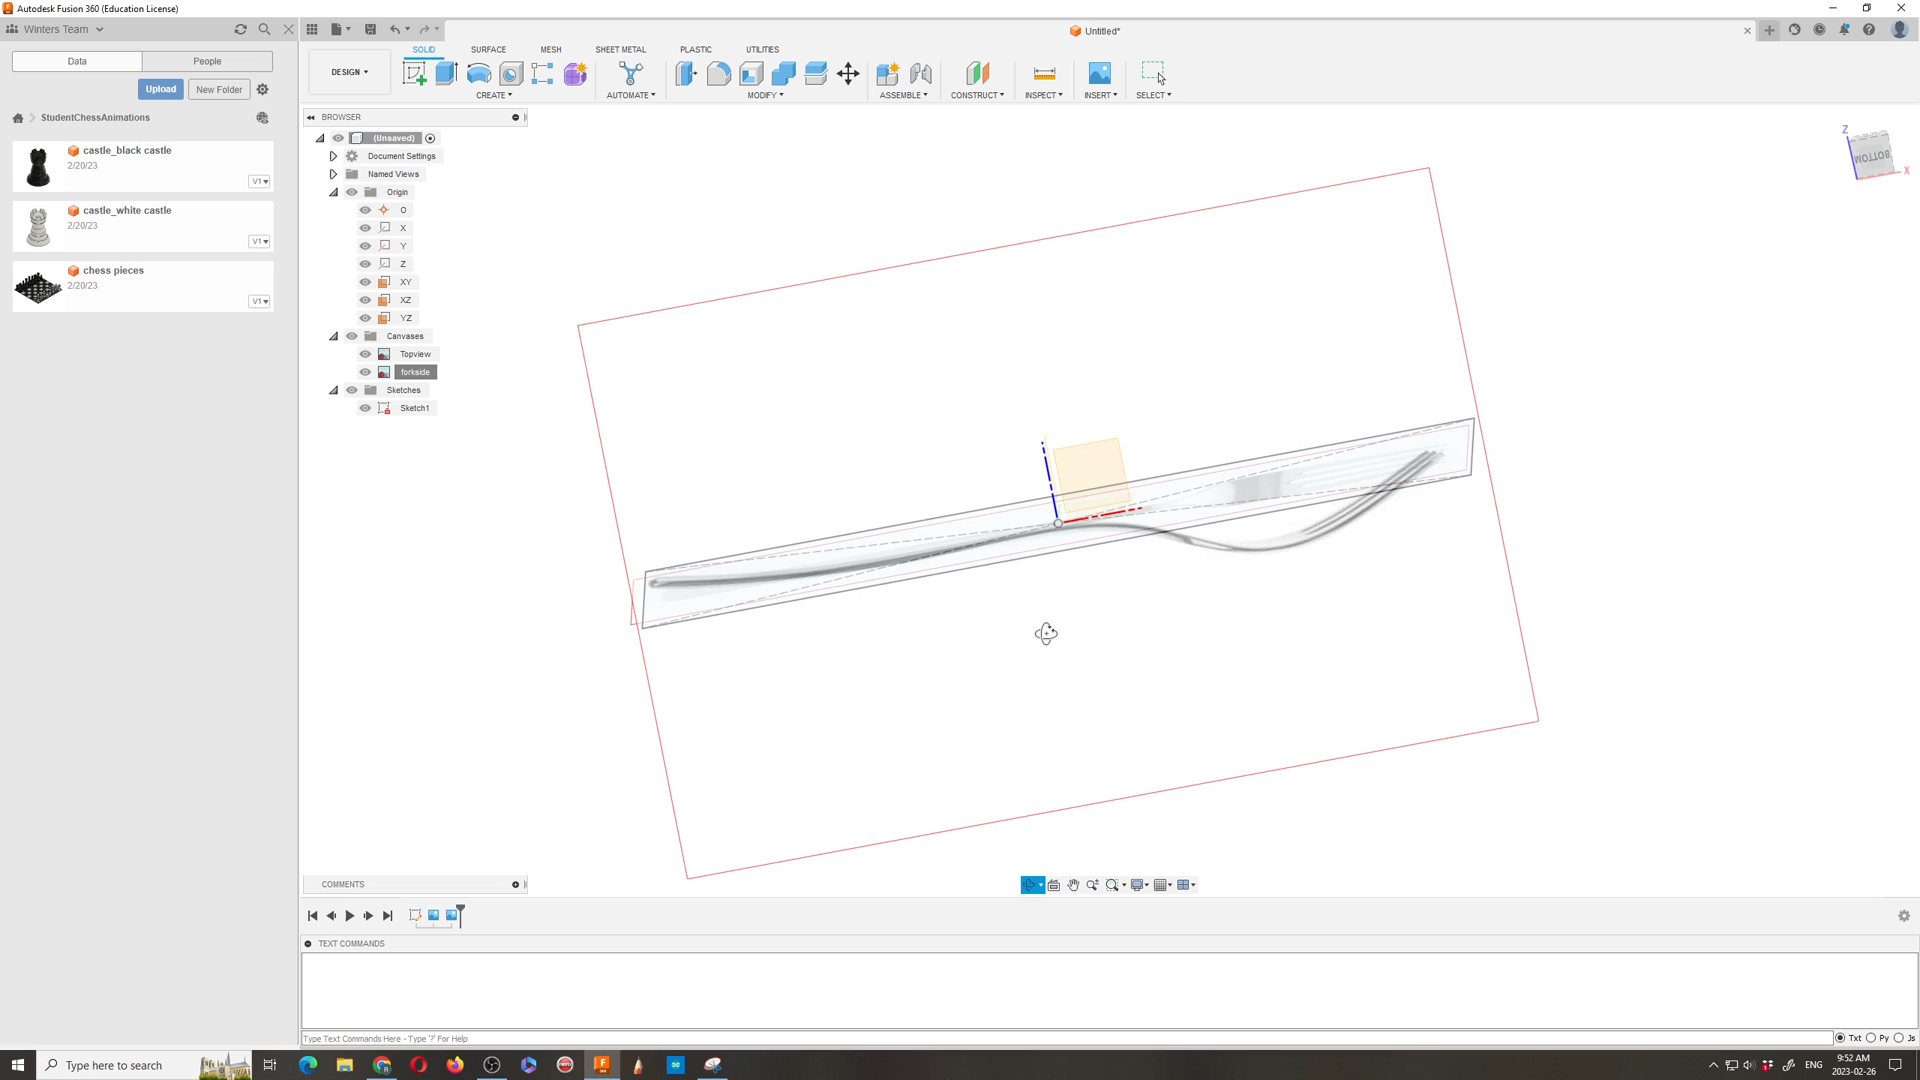 Autodesk Fusion 360 (Education License)
Winters Team
Untitled*
Data
People
Upload
New Folder
StudentChessAnimations
castle_black castle
2/20/23
V1
castle_white castle
2/20/23
V1
chess pieces
2/20/23
V1
DESIGN
SOLID
SURFACE
MESH
SHEET METAL
PLASTIC
UTILITIES
CREATE
AUTOMATE
MODIFY
ASSEMBLE
CONSTRUCT
INSPECT
INSERT
SELECT
BROWSER
(Unsaved)
Document Settings
Named Views
Origin
O
X
Y
Z
XY
XZ
YZ
Canvases
Topview
forkside
Sketches
Sketch1
Z
BOTTOM
X
COMMENTS
TEXT COMMANDS
Type Text Commands Here - Type '?' For Help
Txt
Py
Js
Type here to search
ENG
9:52 AM
2023-02-26